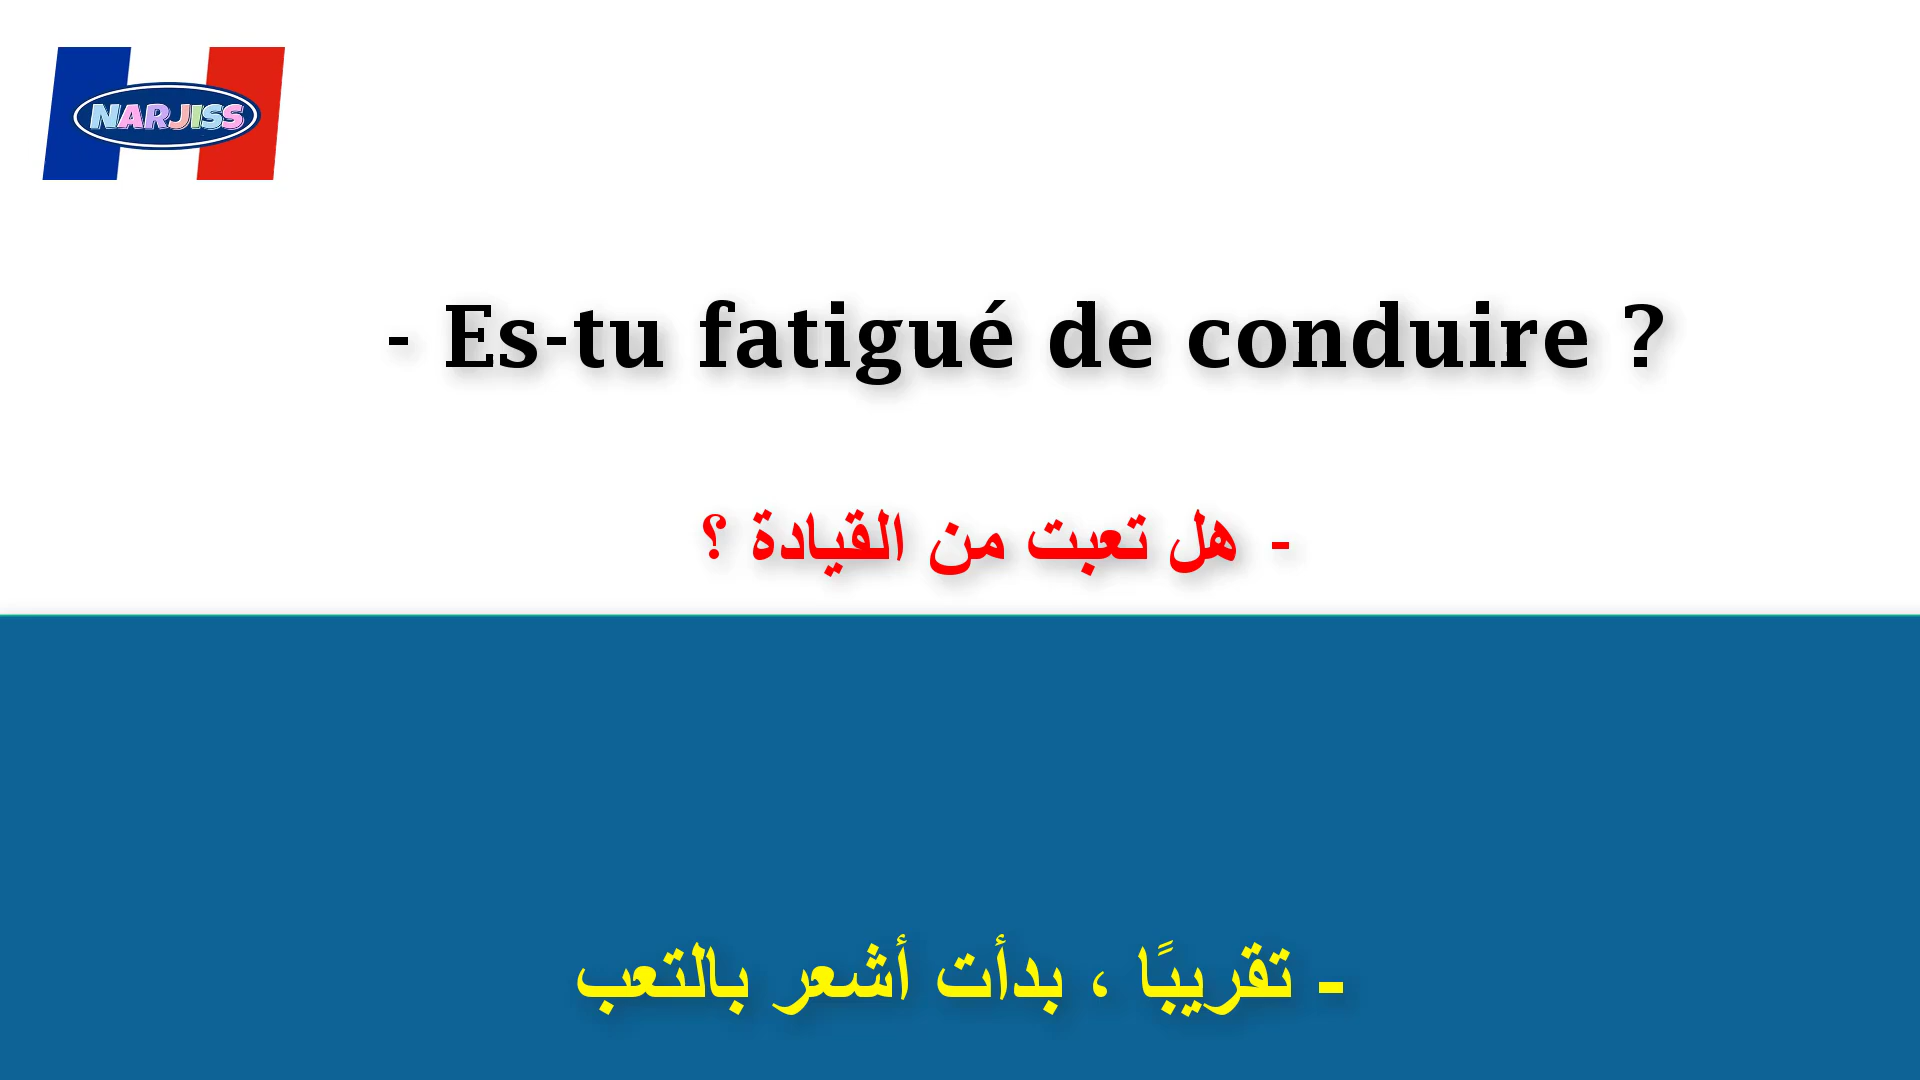 NARJISS
- Es-tu fatigué de conduire ?
- هل تعبت من القيادة ؟
- تقريبًا ، بدأت أشعر بالتعب